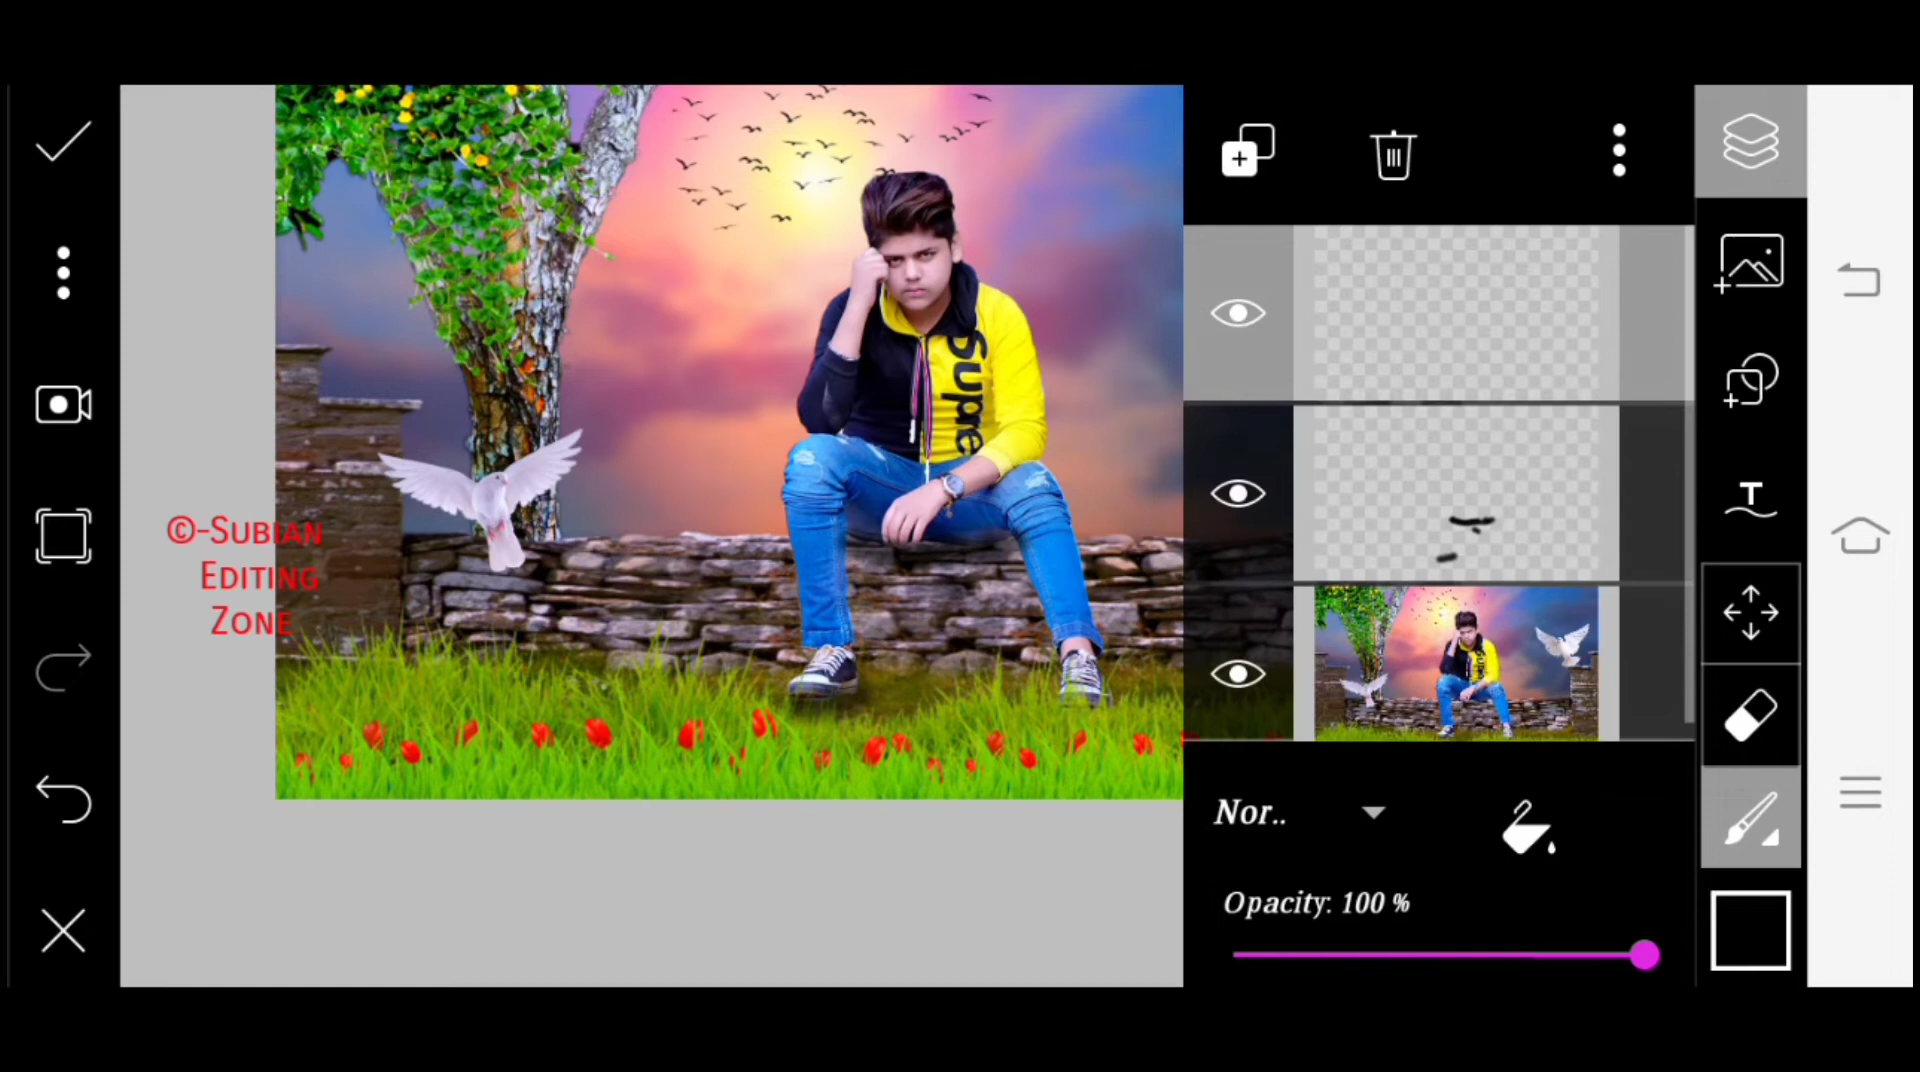 ©-Subian
Editing
Zone
Supre
Nor..
Opacity: 100 %
T